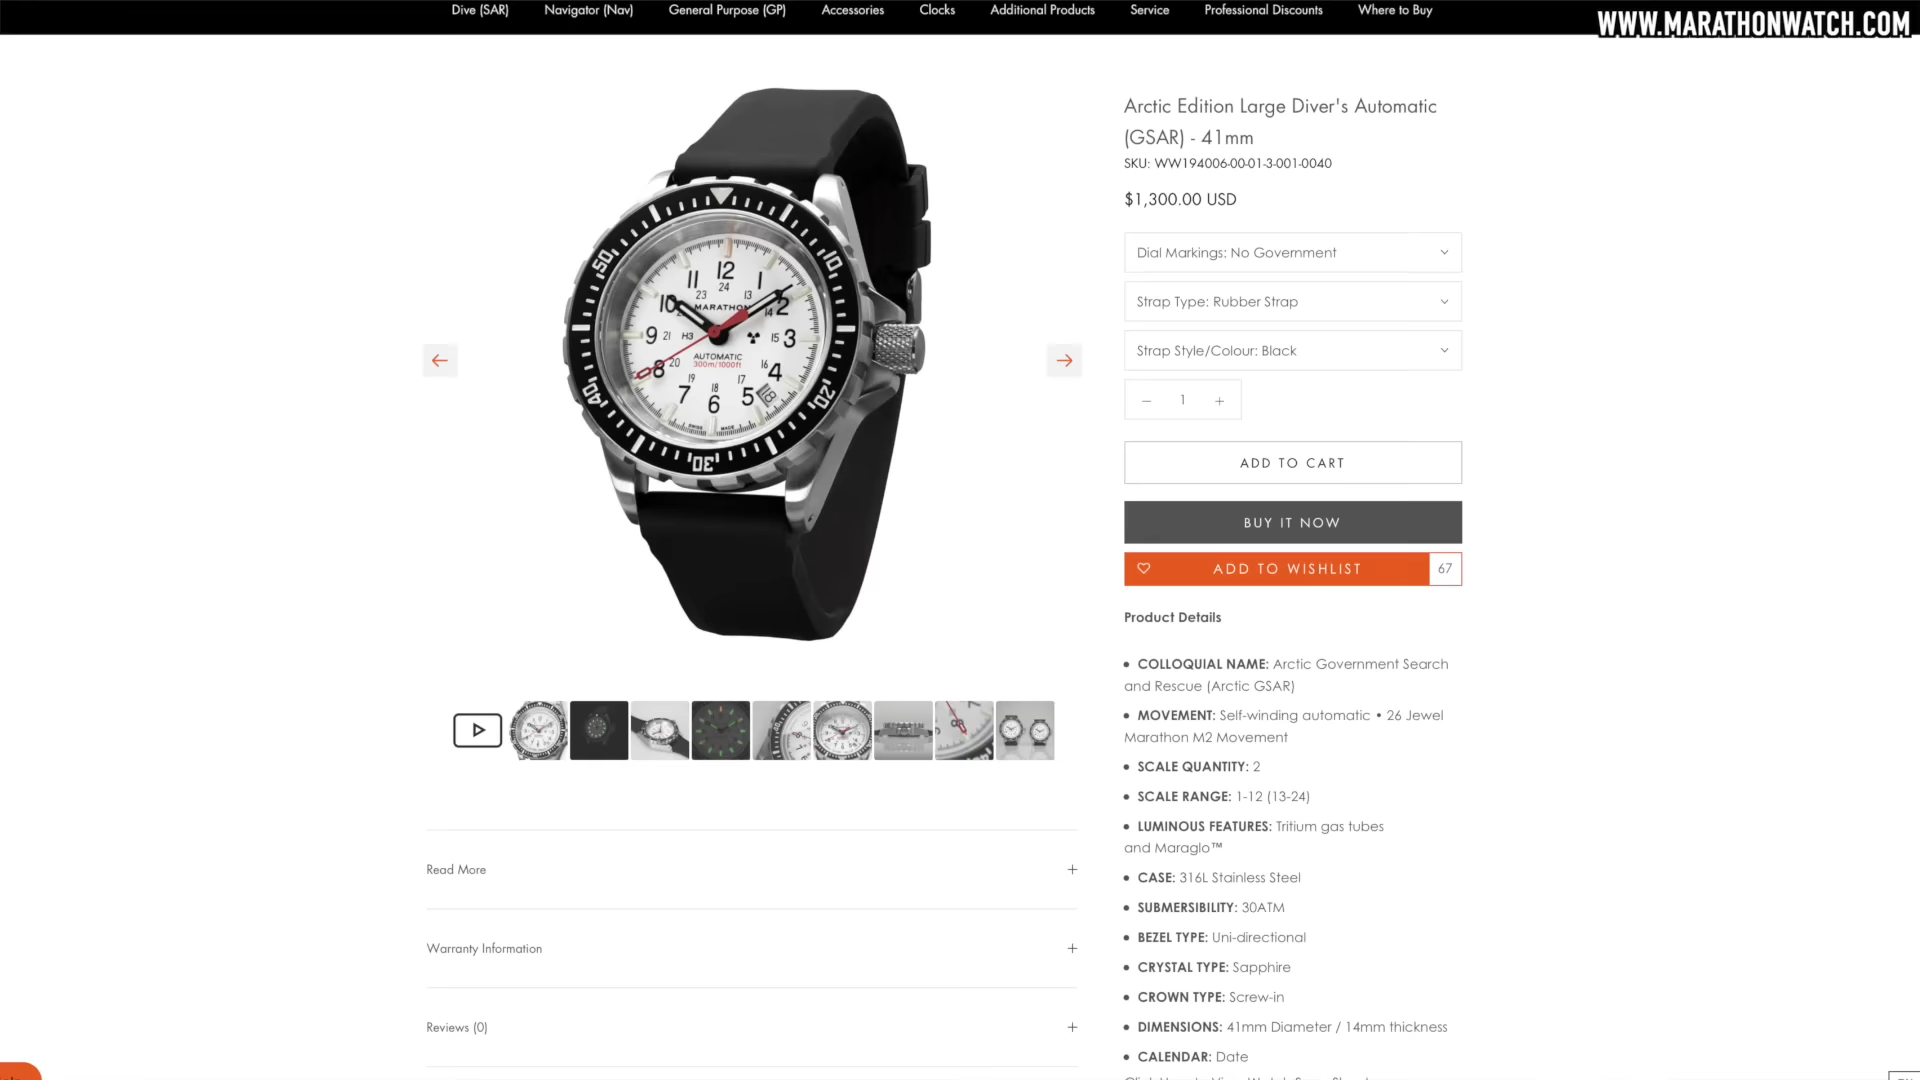 Dive (SAR) Navigator (Nav) General Purpose (GP) Accessories Clocks Additional Products Service Professional Discounts Where to Buy
WWW.MARATHONWATCH.COM
50
10
40
20
30
12
11 1
24
23 13
10 MARATHON 14 2
9 21 H3 15 3
AUTOMATIC
300m/1000ft
8 20 16 4
19 18 17
7 6 5 18
SWISS MADE
Arctic Edition Large Diver's Automatic
(GSAR) - 41mm
SKU: WW194006-00-01-3-001-0040
$1,300.00 USD
Dial Markings: No Government
Strap Type: Rubber Strap
Strap Style/Colour: Black
− 1 +
ADD TO CART
BUY IT NOW
ADD TO WISHLIST 67
Product Details
• COLLOQUIAL NAME: Arctic Government Search
and Rescue (Arctic GSAR)
• MOVEMENT: Self-winding automatic • 26 Jewel
Marathon M2 Movement
• SCALE QUANTITY: 2
• SCALE RANGE: 1-12 (13-24)
• LUMINOUS FEATURES: Tritium gas tubes
and Maraglo™
• CASE: 316L Stainless Steel
• SUBMERSIBILITY: 30ATM
• BEZEL TYPE: Uni-directional
• CRYSTAL TYPE: Sapphire
• CROWN TYPE: Screw-in
• DIMENSIONS: 41mm Diameter / 14mm thickness
• CALENDAR: Date
Read More +
Warranty Information +
Reviews (0) +